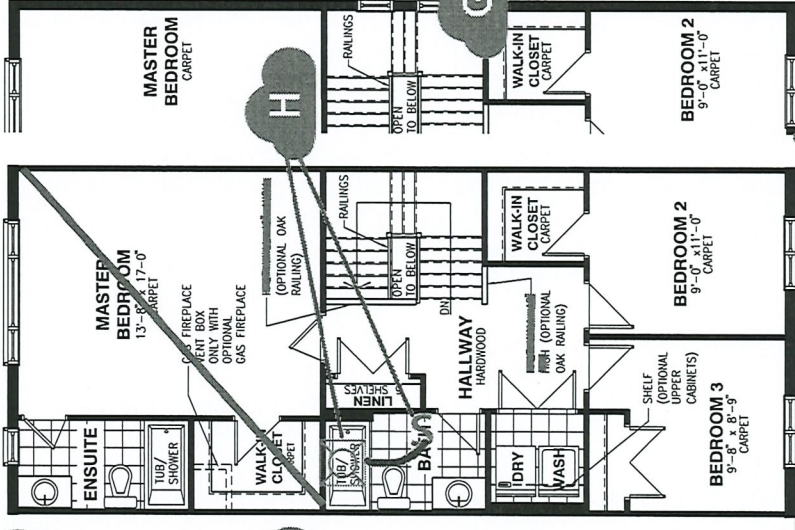 MASTER
BEDROOM
CARPET
RAILINGS
OPEN
TO BELOW
WALK-IN
CLOSET
CARPET
BEDROOM 2
9'-0" x11'-0"
CARPET
H
MASTER
BEDROOM
13'-8" x 17'-0"
CARPET
GAS FIREPLACE
VENT BOX
ONLY WITH
OPTIONAL
GAS FIREPLACE
(OPTIONAL OAK
RAILING)
RAILINGS
OPEN
TO BELOW
DN
WALK-IN
CLOSET
CARPET
BEDROOM 2
9'-0" x11'-0"
CARPET
HALLWAY
HARDWOOD
HIGH (OPTIONAL
OAK RAILING)
LINEN
SHELVES
ENSUITE
TUB/
SHOWER
WALK-IN
CLOSET
TUB/
SHOWER
DRY
WASH
SHELF
(OPTIONAL
UPPER
CABINETS)
BEDROOM 3
9'-8" x 8'-9"
CARPET